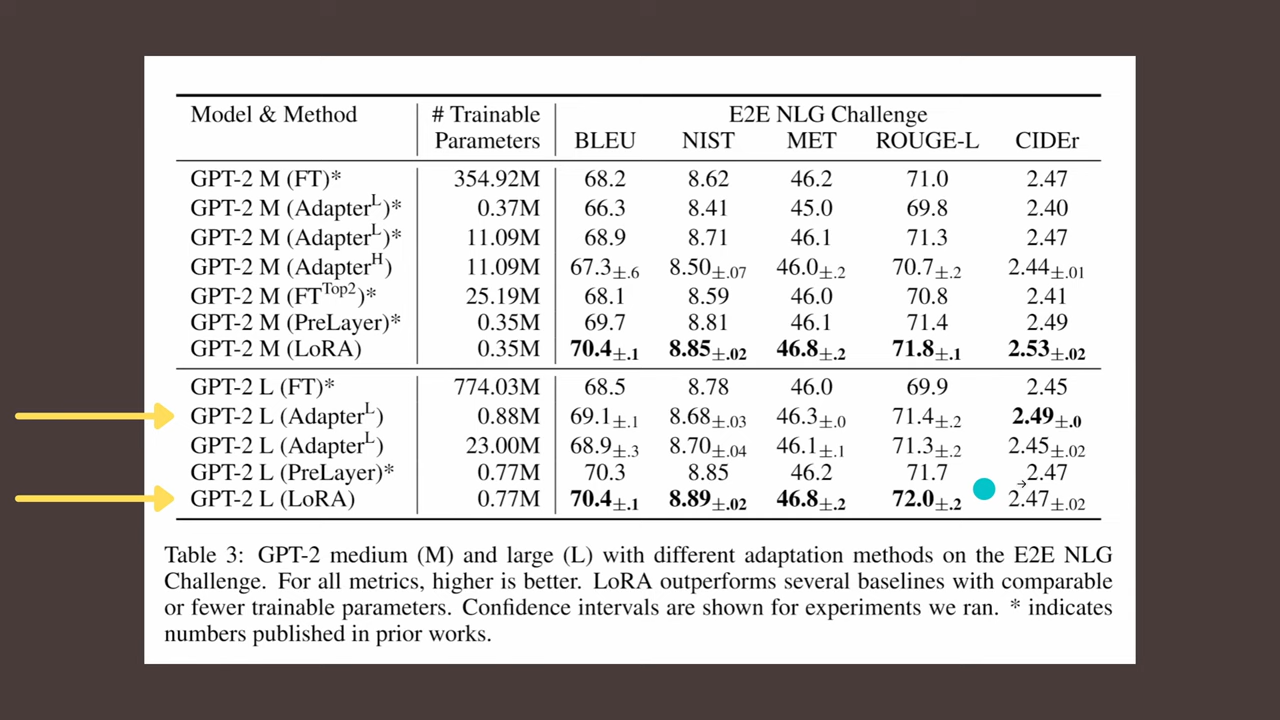 Model & Method # Trainable Parameters E2E NLG Challenge
BLEU NIST MET ROUGE-L CIDEr
GPT-2 M (FT)* 354.92M 68.2 8.62 46.2 71.0 2.47
GPT-2 M (AdapterL)* 0.37M 66.3 8.41 45.0 69.8 2.40
GPT-2 M (AdapterL)* 11.09M 68.9 8.71 46.1 71.3 2.47
GPT-2 M (AdapterH) 11.09M 67.3±.6 8.50±.07 46.0±.2 70.7±.2 2.44±.01
GPT-2 M (FTTop2)* 25.19M 68.1 8.59 46.0 70.8 2.41
GPT-2 M (PreLayer)* 0.35M 69.7 8.81 46.1 71.4 2.49
GPT-2 M (LoRA) 0.35M 70.4±.1 8.85±.02 46.8±.2 71.8±.1 2.53±.02
GPT-2 L (FT)* 774.03M 68.5 8.78 46.0 69.9 2.45
GPT-2 L (AdapterL) 0.88M 69.1±.1 8.68±.03 46.3±.0 71.4±.2 2.49±.0
GPT-2 L (AdapterL) 23.00M 68.9±.3 8.70±.04 46.1±.1 71.3±.2 2.45±.02
GPT-2 L (PreLayer)* 0.77M 70.3 8.85 46.2 71.7 2.47
GPT-2 L (LoRA) 0.77M 70.4±.1 8.89±.02 46.8±.2 72.0±.2 2.47±.02
Table 3: GPT-2 medium (M) and large (L) with different adaptation methods on the E2E NLG
Challenge. For all metrics, higher is better. LoRA outperforms several baselines with comparable
or fewer trainable parameters. Confidence intervals are shown for experiments we ran. * indicates
numbers published in prior works.